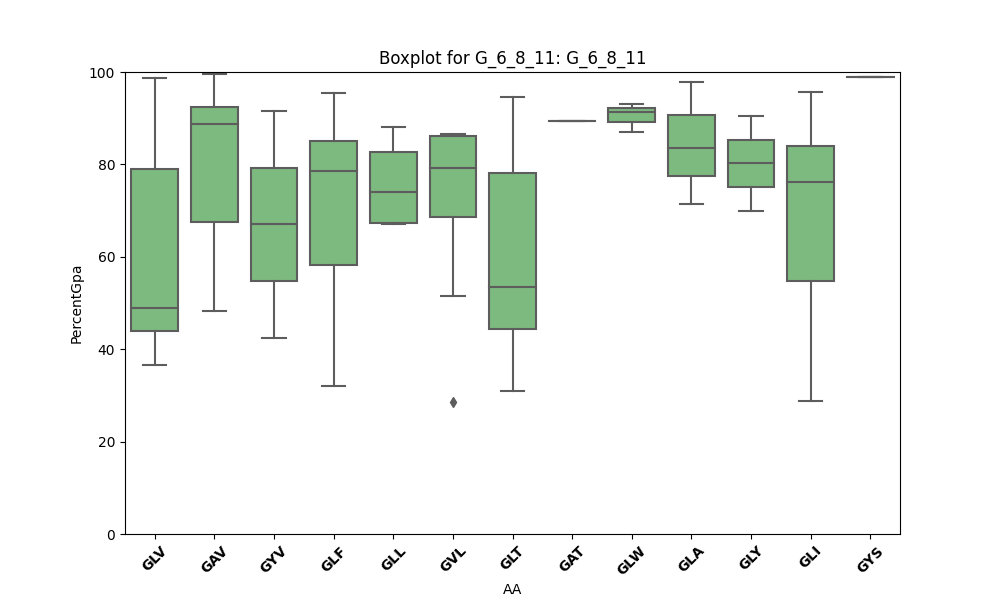 Boxplot for G_6_8_11: G_6_8_11
100
80
60
40
20
0
PercentGpa
GLV GAV GYV GLF GLL GVL GLT GAT GLW GLA GLY GLI GYS
AA